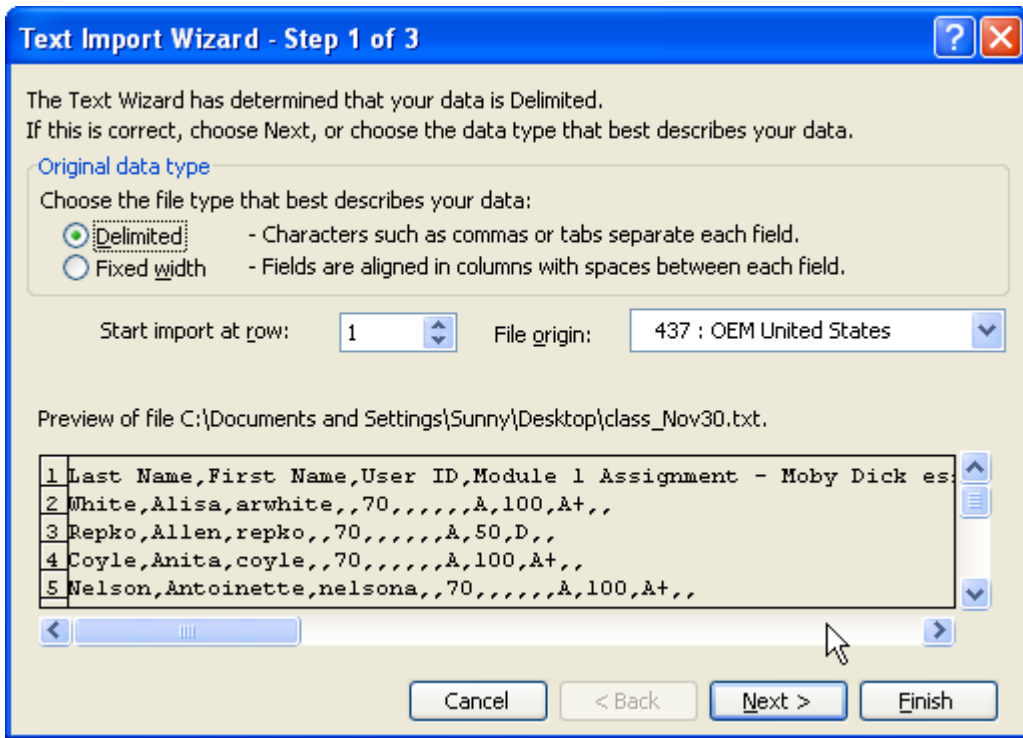 Text Import Wizard - Step 1 of 3
?
The Text Wizard has determined that your data is Delimited.
If this is correct, choose Next, or choose the data type that best describes your data.
Original data type
Choose the file type that best describes your data:
Delimited - Characters such as commas or tabs separate each field.
Fixed width - Fields are aligned in columns with spaces between each field.
Start import at row: 1 File origin: 437 : OEM United States
Preview of file C:\Documents and Settings\Sunny\Desktop\class_Nov30.txt.
1 Last Name,First Name,User ID,Module 1 Assignment - Moby Dick es
2 White,Alisa,arwhite,,70,,,,,,A,100,A+,,
3 Repko,Allen,repko,,70,,,,,,A,50,D,,
4 Coyle,Anita,coyle,,70,,,,,,A,100,A+,,
5 Nelson,Antoinette,nelsona,,70,,,,,,A,100,A+,,
Cancel < Back Next > Finish